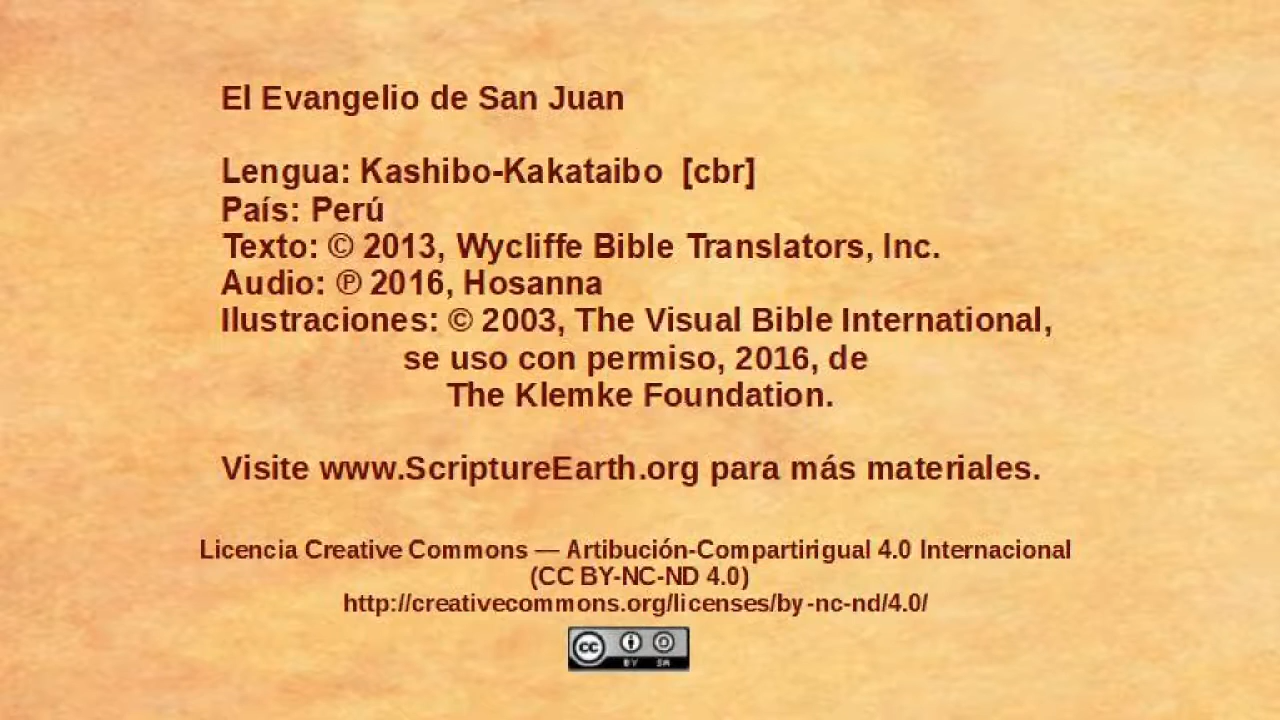 El Evangelio de San Juan
Lengua: Kashibo-Kakataibo [cbr]
País: Perú
Texto: © 2013, Wycliffe Bible Translators, Inc.
Audio: ℗ 2016, Hosanna
Ilustraciones: © 2003, The Visual Bible International,
se uso con permiso, 2016, de
The Klemke Foundation.
Visite www.ScriptureEarth.org para más materiales.
Licencia Creative Commons — Artibución-Compartirigual 4.0 Internacional
(CC BY-NC-ND 4.0)
http://creativecommons.org/licenses/by-nc-nd/4.0/
cc BY SA